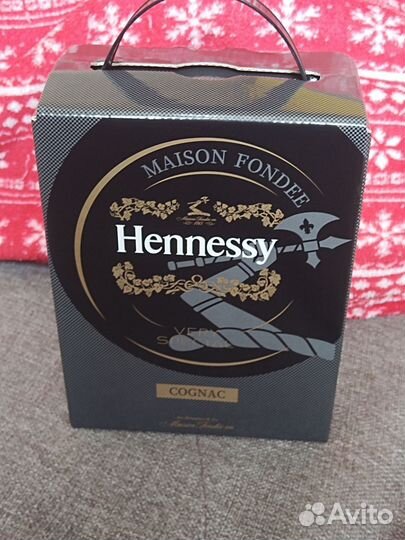 MAISON FONDEE
Hennessy
VERY
SPECIAL
COGNAC
Avito